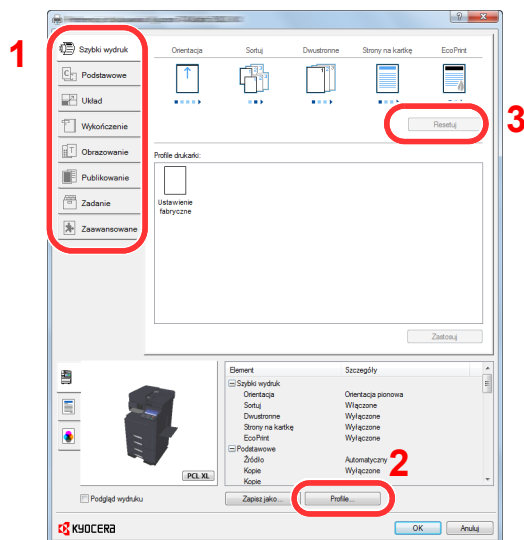 1
Szybki wydruk
Podstawowe
Układ
Wykończenie
Obrazowanie
Publikowanie
Zadanie
Zaawansowane
Orientacja Sortuj Dwustronne Strony na kartkę EcoPrint
Resetuj
3
Profile drukarki:
Ustawienie
fabryczne
Zastosuj
Element Szczegóły
Szybki wydruk
Orientacja Orientacja pionowa
Sortuj Włączone
Dwustronne Wyłączone
Strony na kartkę Wyłączone
EcoPrint Wyłączone
Podstawowe
Źródło Automatyczny
Kopie Wyłączone
Kopie
2
PCL XL
Podgląd wydruku
Zapisz jako... Profile...
KYOCERA
OK Anuluj